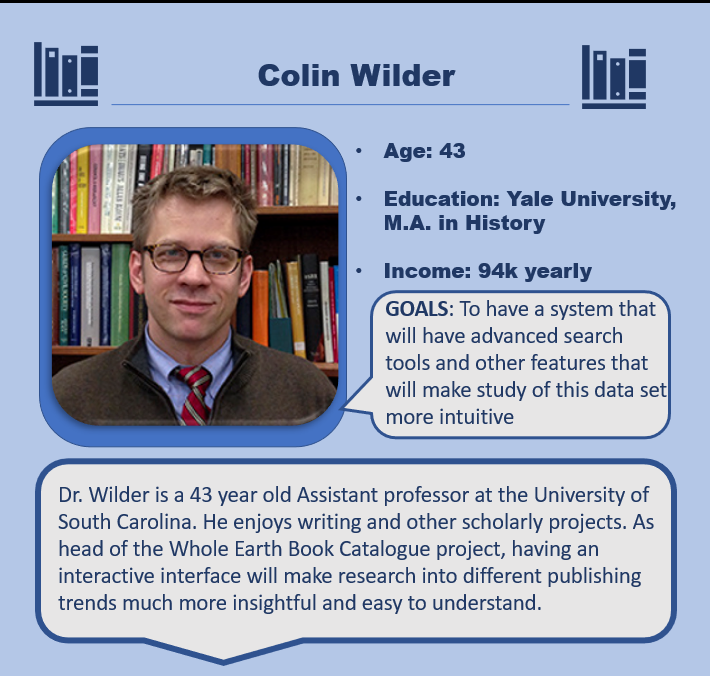 Colin Wilder
• Age: 43
• Education: Yale University,
M.A. in History
• Income: 94k yearly
GOALS: To have a system that
will have advanced search
tools and other features that
will make study of this data set
more intuitive
Dr. Wilder is a 43 year old Assistant professor at the University of
South Carolina. He enjoys writing and other scholarly projects. As
head of the Whole Earth Book Catalogue project, having an
interactive interface will make research into different publishing
trends much more insightful and easy to understand.